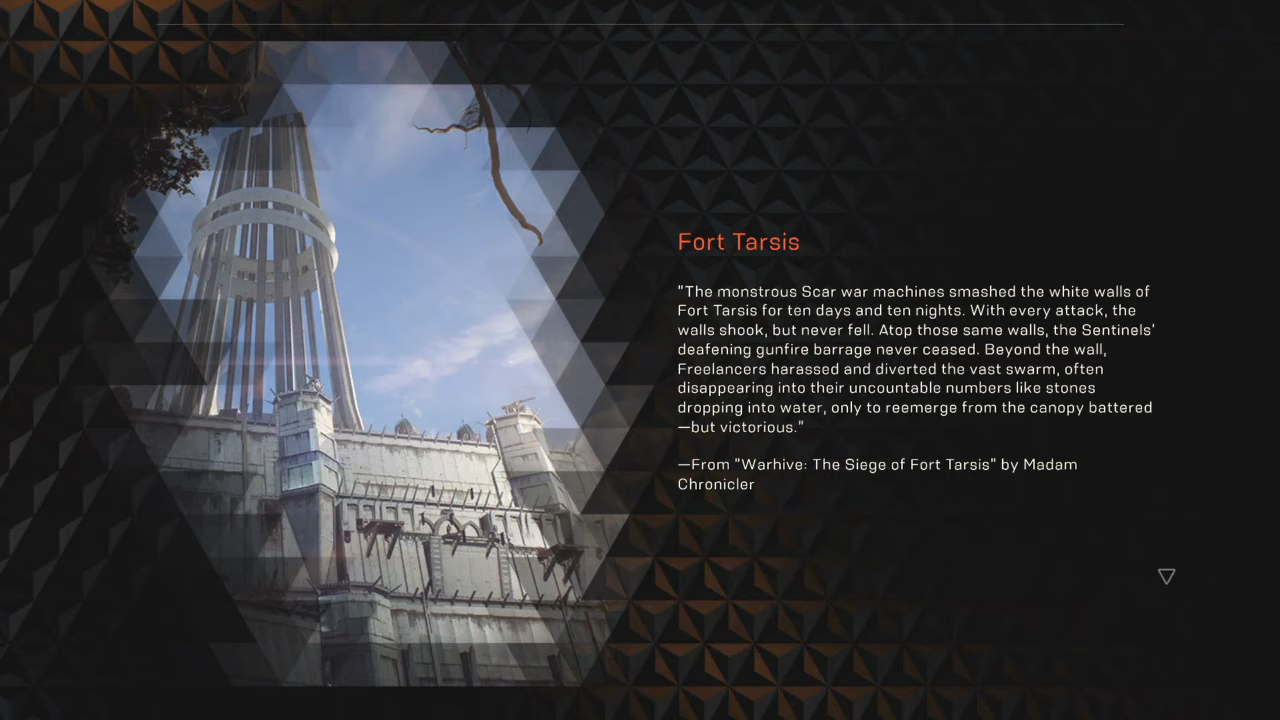 Fort Tarsis
"The monstrous Scar war machines smashed the white walls of
Fort Tarsis for ten days and ten nights. With every attack, the
walls shook, but never fell. Atop those same walls, the Sentinels'
deafening gunfire barrage never ceased. Beyond the wall,
Freelancers harassed and diverted the vast swarm, often
disappearing into their uncountable numbers like stones
dropping into water, only to reemerge from the canopy battered
—but victorious."
—From "Warhive: The Siege of Fort Tarsis" by Madam
Chronicler